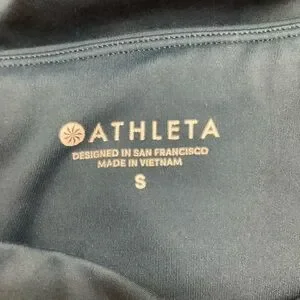 ATHLETA
DESIGNED IN SAN FRANCISCO
MADE IN VIETNAM
S